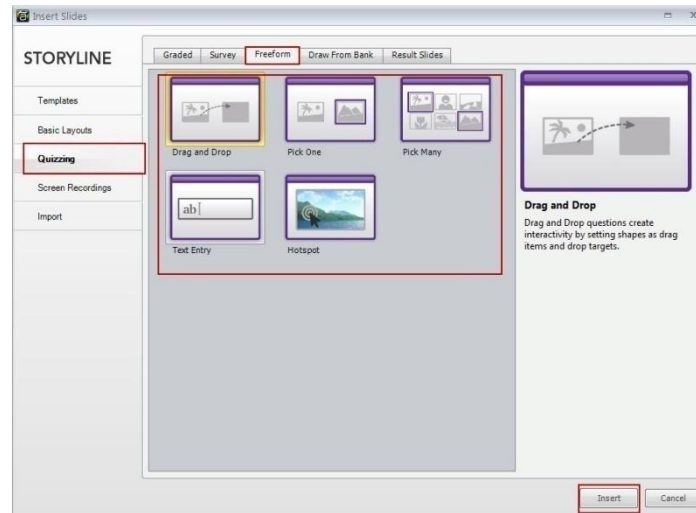 Insert Slides
STORYLINE
Templates
Basic Layouts
Quizzing
Screen Recordings
Import
Graded Survey Freeform Draw From Bank Result Slides
Drag and Drop Pick One Pick Many
ab
Text Entry Hotspot
Drag and Drop
Drag and Drop questions create
interactivity by setting shapes as drag
items and drop targets.
Insert Cancel